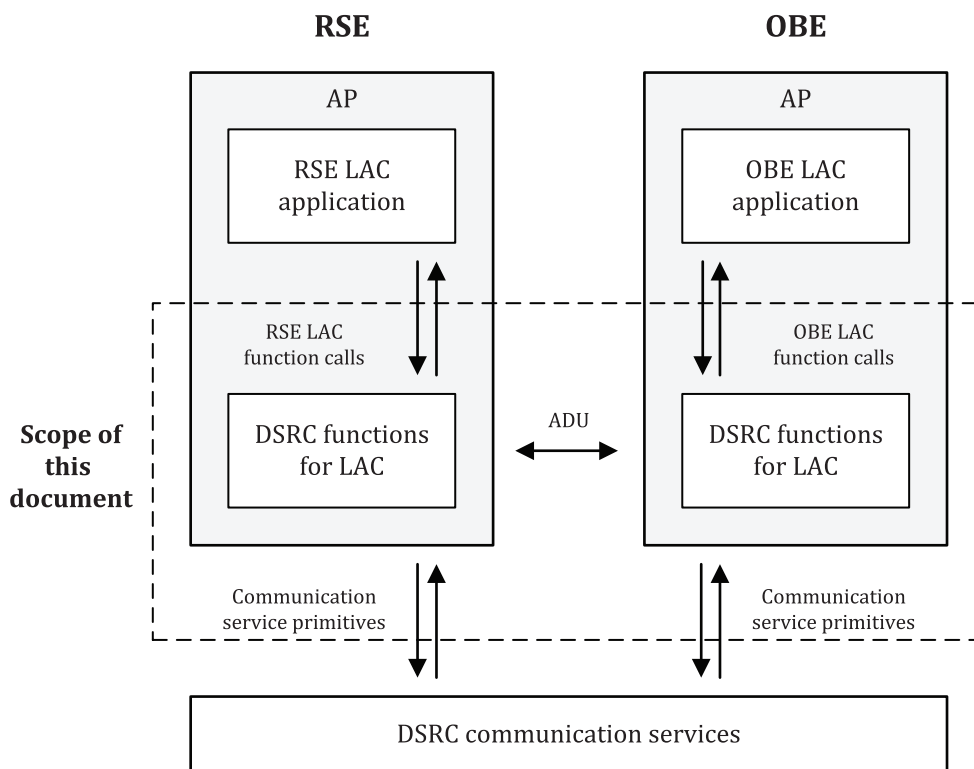 RSE
OBE
AP
AP
RSE LAC
application
OBE LAC
application
RSE LAC
function calls
OBE LAC
function calls
Scope of
this
document
DSRC functions
for LAC
ADU
DSRC functions
for LAC
Communication
service primitives
Communication
service primitives
DSRC communication services